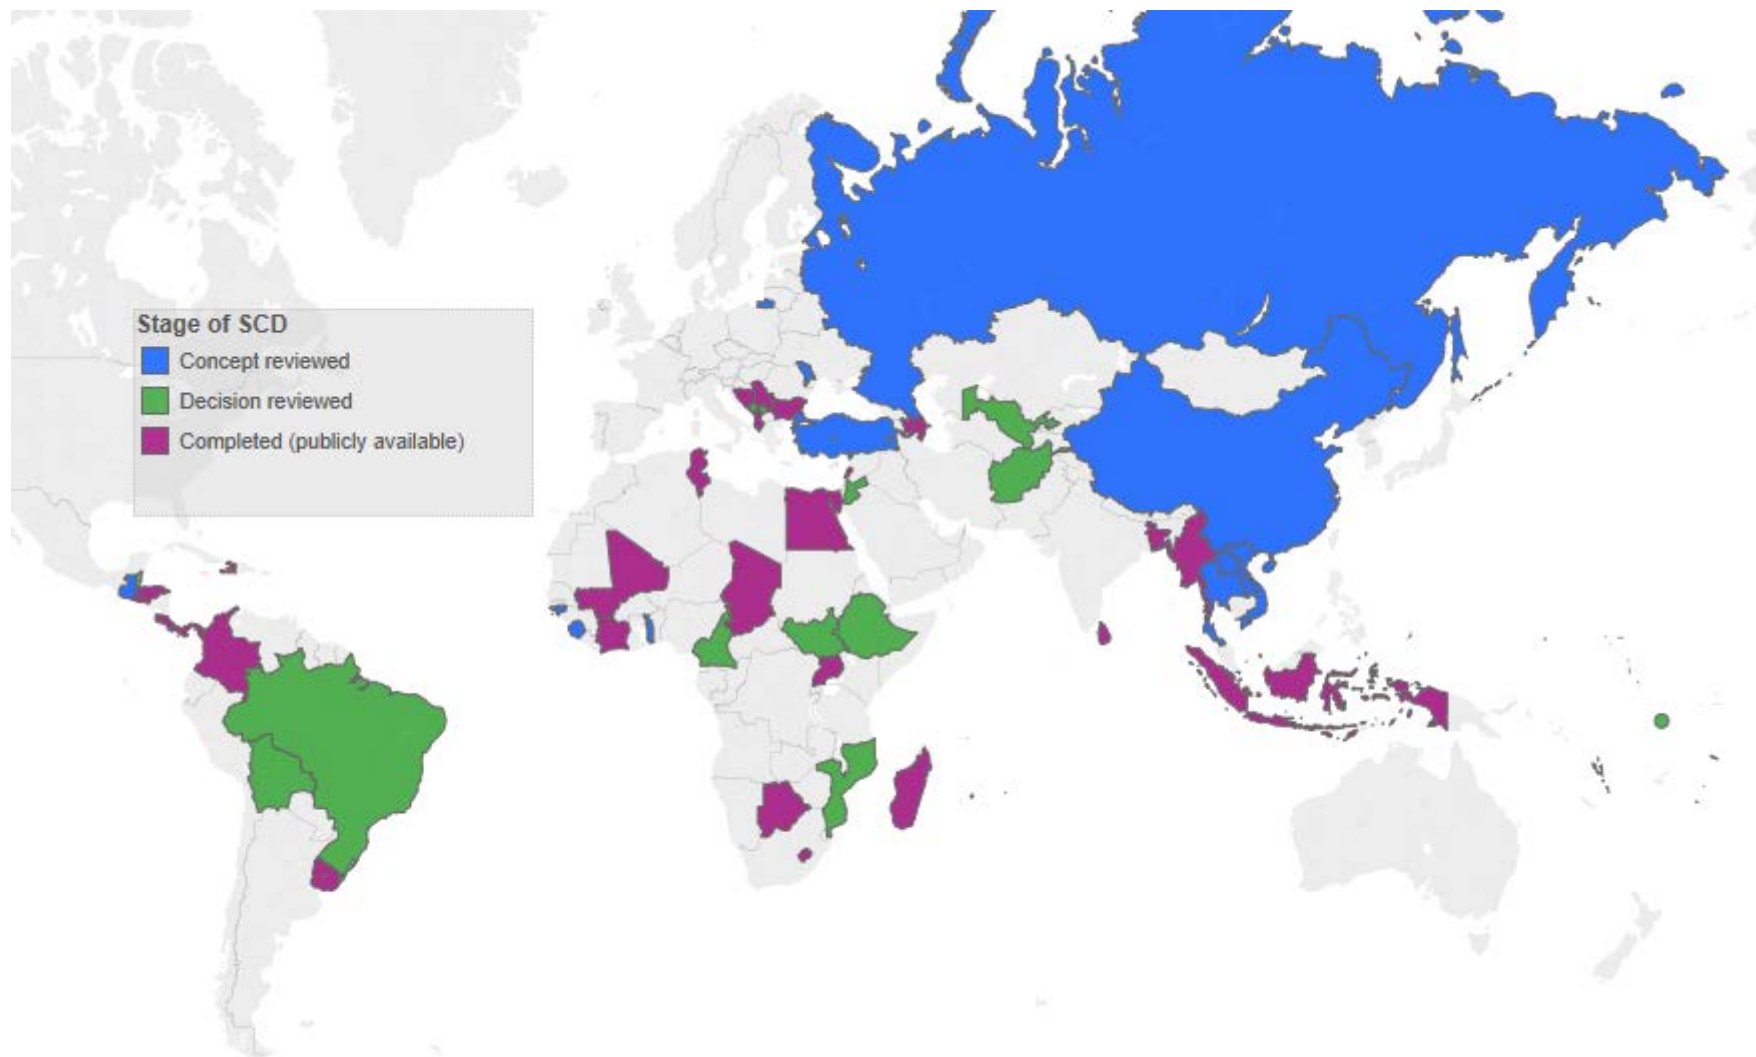 Stage of SCD
Concept reviewed
Decision reviewed
Completed (publicly available)